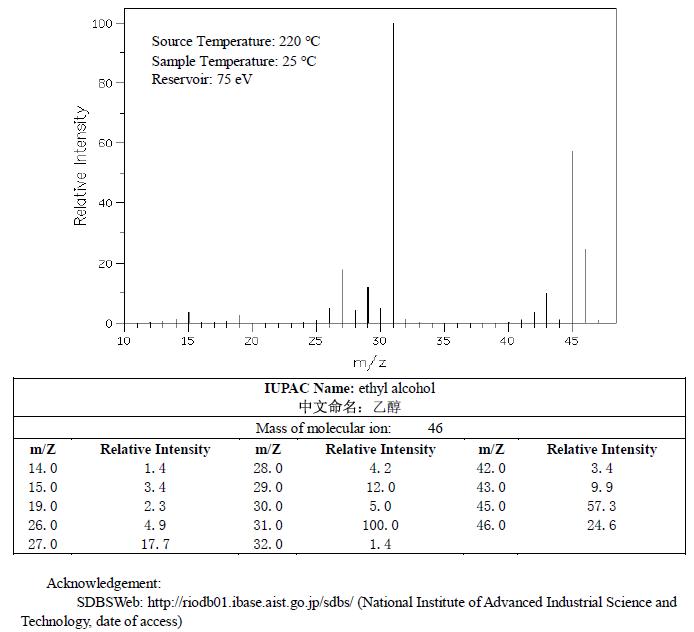 100
80
60
40
20
0
Relative Intensity
Source Temperature: 220 ℃
Sample Temperature: 25 ℃
Reservoir: 75 eV
10 15 20 25 30 35 40 45
m/z
IUPAC Name: ethyl alcohol
中文命名：乙醇
Mass of molecular ion: 46
m/Z Relative Intensity m/Z Relative Intensity m/Z Relative Intensity
14.0 1.4 28.0 4.2 42.0 3.4
15.0 3.4 29.0 12.0 43.0 9.9
19.0 2.3 30.0 5.0 45.0 57.3
26.0 4.9 31.0 100.0 46.0 24.6
27.0 17.7 32.0 1.4
Acknowledgement:
SDBSWeb: http://riodb01.ibase.aist.go.jp/sdbs/ (National Institute of Advanced Industrial Science and
Technology, date of access)